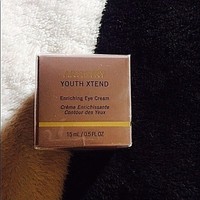 YOUTH XTEND
Enriching Eye Cream
Crème Enrichissante
Contour des Yeux
15 mL / 0.5 FL OZ